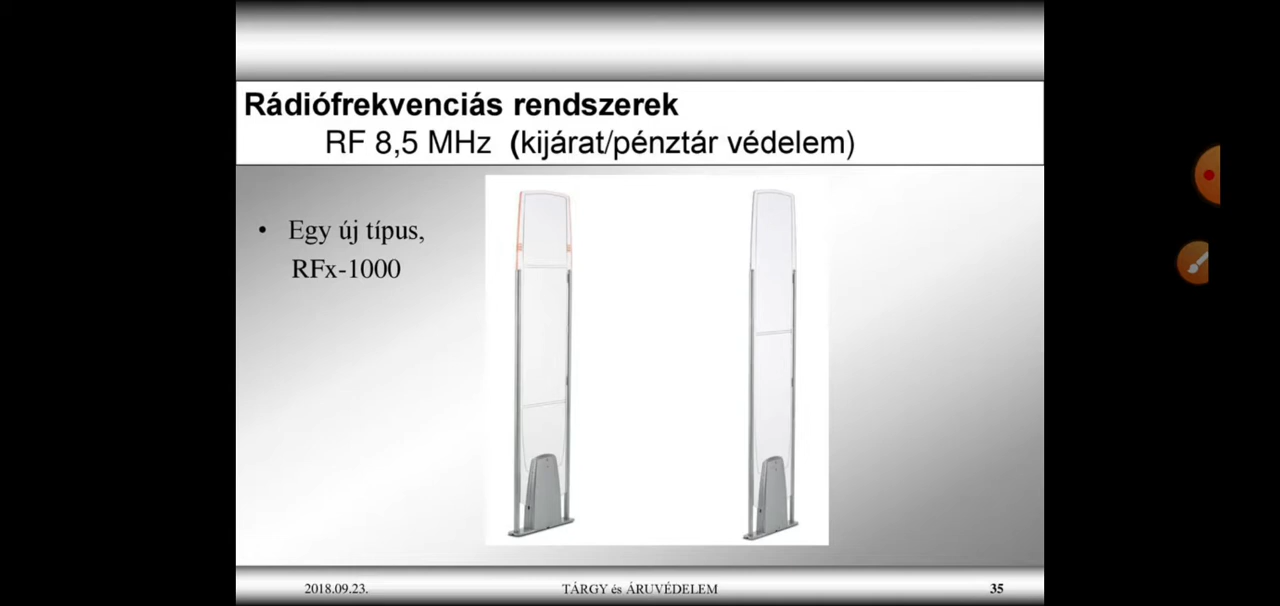 Rádiófrekvenciás rendszerek
RF 8,5 MHz (kijárat/pénztár védelem)
• Egy új típus,
RFx-1000
2018.09.23.
TÁRGY és ÁRUVÉDELEM
35